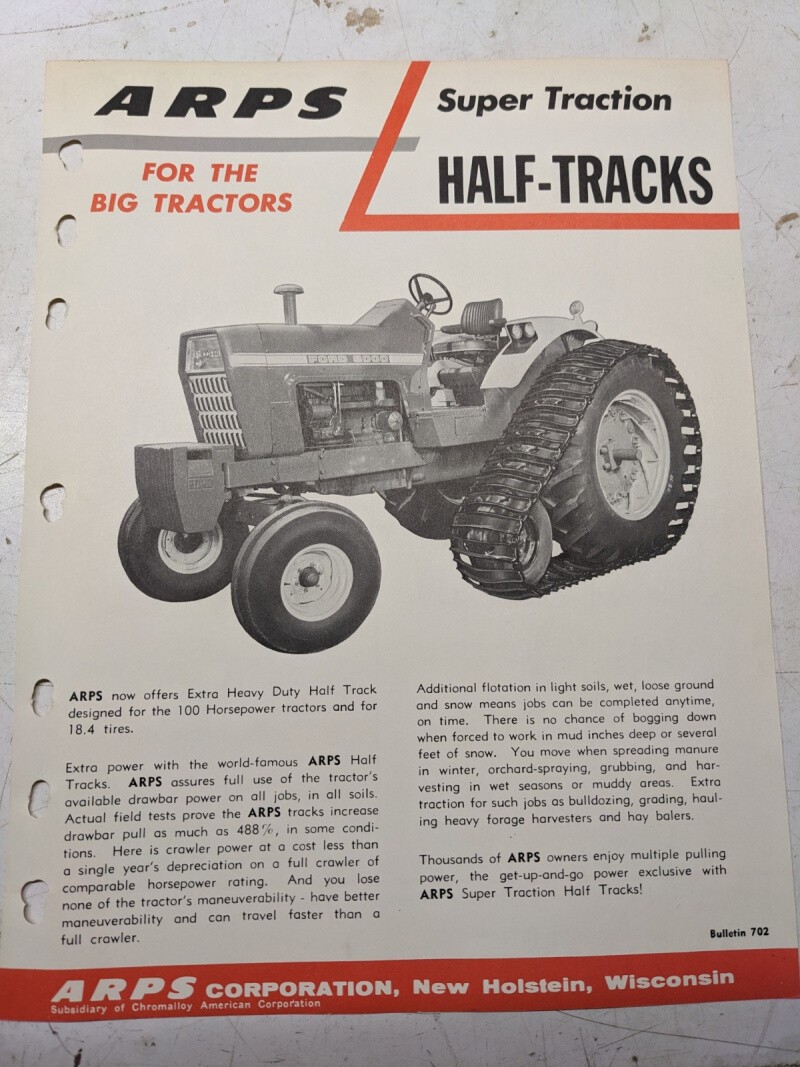 ARPS
FOR THE
BIG TRACTORS
Super Traction
HALF-TRACKS
FORD 8000
FORD
ARPS now offers Extra Heavy Duty Half Track
designed for the 100 Horsepower tractors and for
18.4 tires.
Extra power with the world-famous ARPS Half
Tracks. ARPS assures full use of the tractor's
available drawbar power on all jobs, in all soils.
Actual field tests prove the ARPS tracks increase
drawbar pull as much as 488%, in some condi-
tions. Here is crawler power at a cost less than
a single year's depreciation on a full crawler of
comparable horsepower rating. And you lose
none of the tractor's maneuverability - have better
maneuverability and can travel faster than a
full crawler.
Additional flotation in light soils, wet, loose ground
and snow means jobs can be completed anytime,
on time. There is no chance of bogging down
when forced to work in mud inches deep or several
feet of snow. You move when spreading manure
in winter, orchard-spraying, grubbing, and har-
vesting in wet seasons or muddy areas. Extra
traction for such jobs as bulldozing, grading, haul-
ing heavy forage harvesters and hay balers.
Thousands of ARPS owners enjoy multiple pulling
power, the get-up-and-go power exclusive with
ARPS Super Traction Half Tracks!
Bulletin 702
ARPS CORPORATION, New Holstein, Wisconsin
Subsidiary of Chromalloy American Corporation